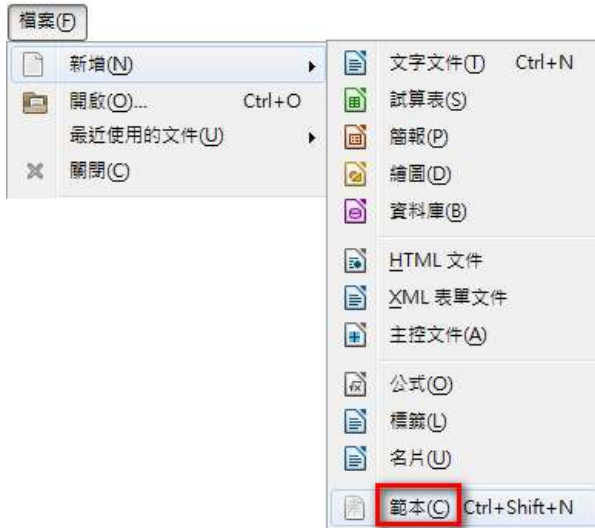 檔案(F)
新增(N)
開啟(O)... Ctrl+O
最近使用的文件(U)
關閉(C)
文字文件(T) Ctrl+N
試算表(S)
簡報(P)
繪圖(D)
資料庫(B)
HTML 文件
XML 表單文件
主控文件(A)
公式(O)
標籤(L)
名片(U)
範本(C) Ctrl+Shift+N